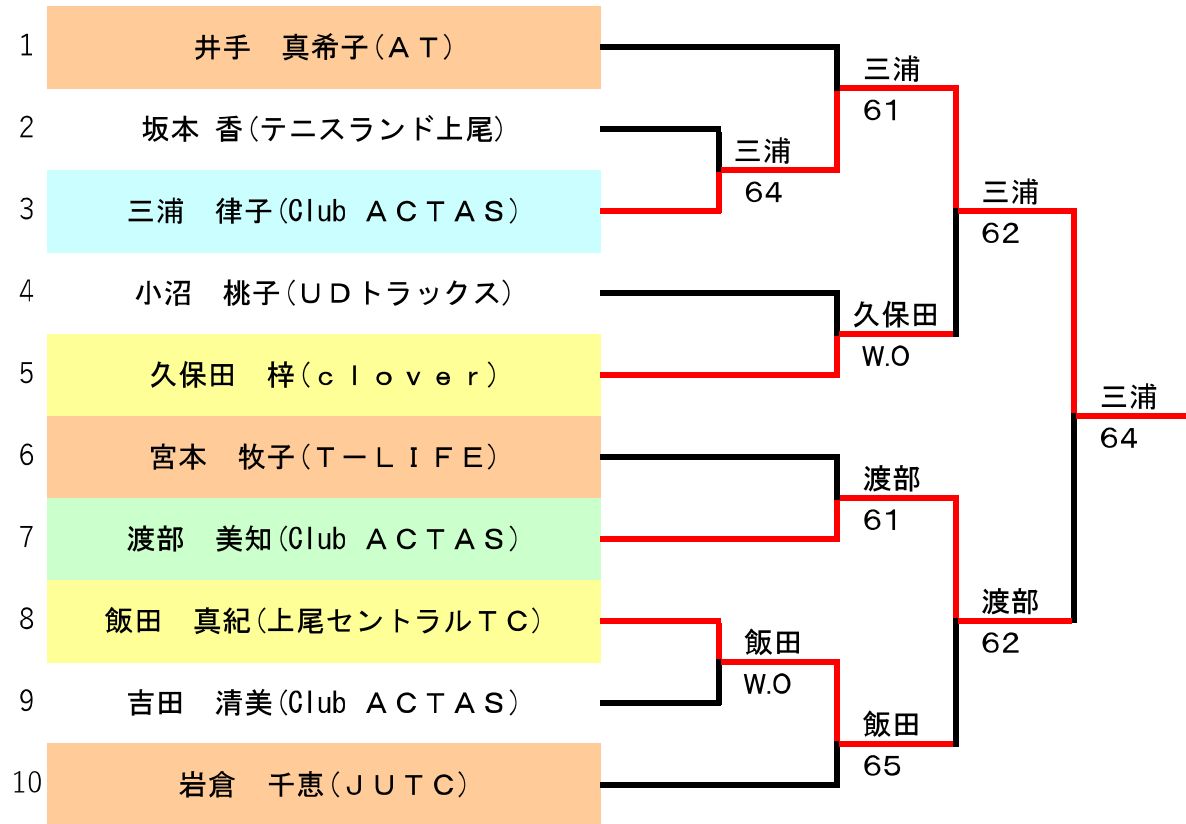 1 井手　真希子(ＡＴ)
2 坂本 香(テニスランド上尾)
3 三浦　律子(Club ＡＣＴＡＳ)
4 小沼　桃子(ＵＤトラックス)
5 久保田　梓(ｃｌｏｖｅｒ)
6 宮本　牧子(Ｔ－ＬＩＦＥ)
7 渡部　美知(Club ＡＣＴＡＳ)
8 飯田　真紀(上尾セントラルＴＣ)
9 吉田　清美(Club ＡＣＴＡＳ)
10 岩倉　千恵(ＪＵＴＣ)
三浦
64
飯田
W.O
三浦
61
久保田
W.O
渡部
61
飯田
65
三浦
62
渡部
62
三浦
64